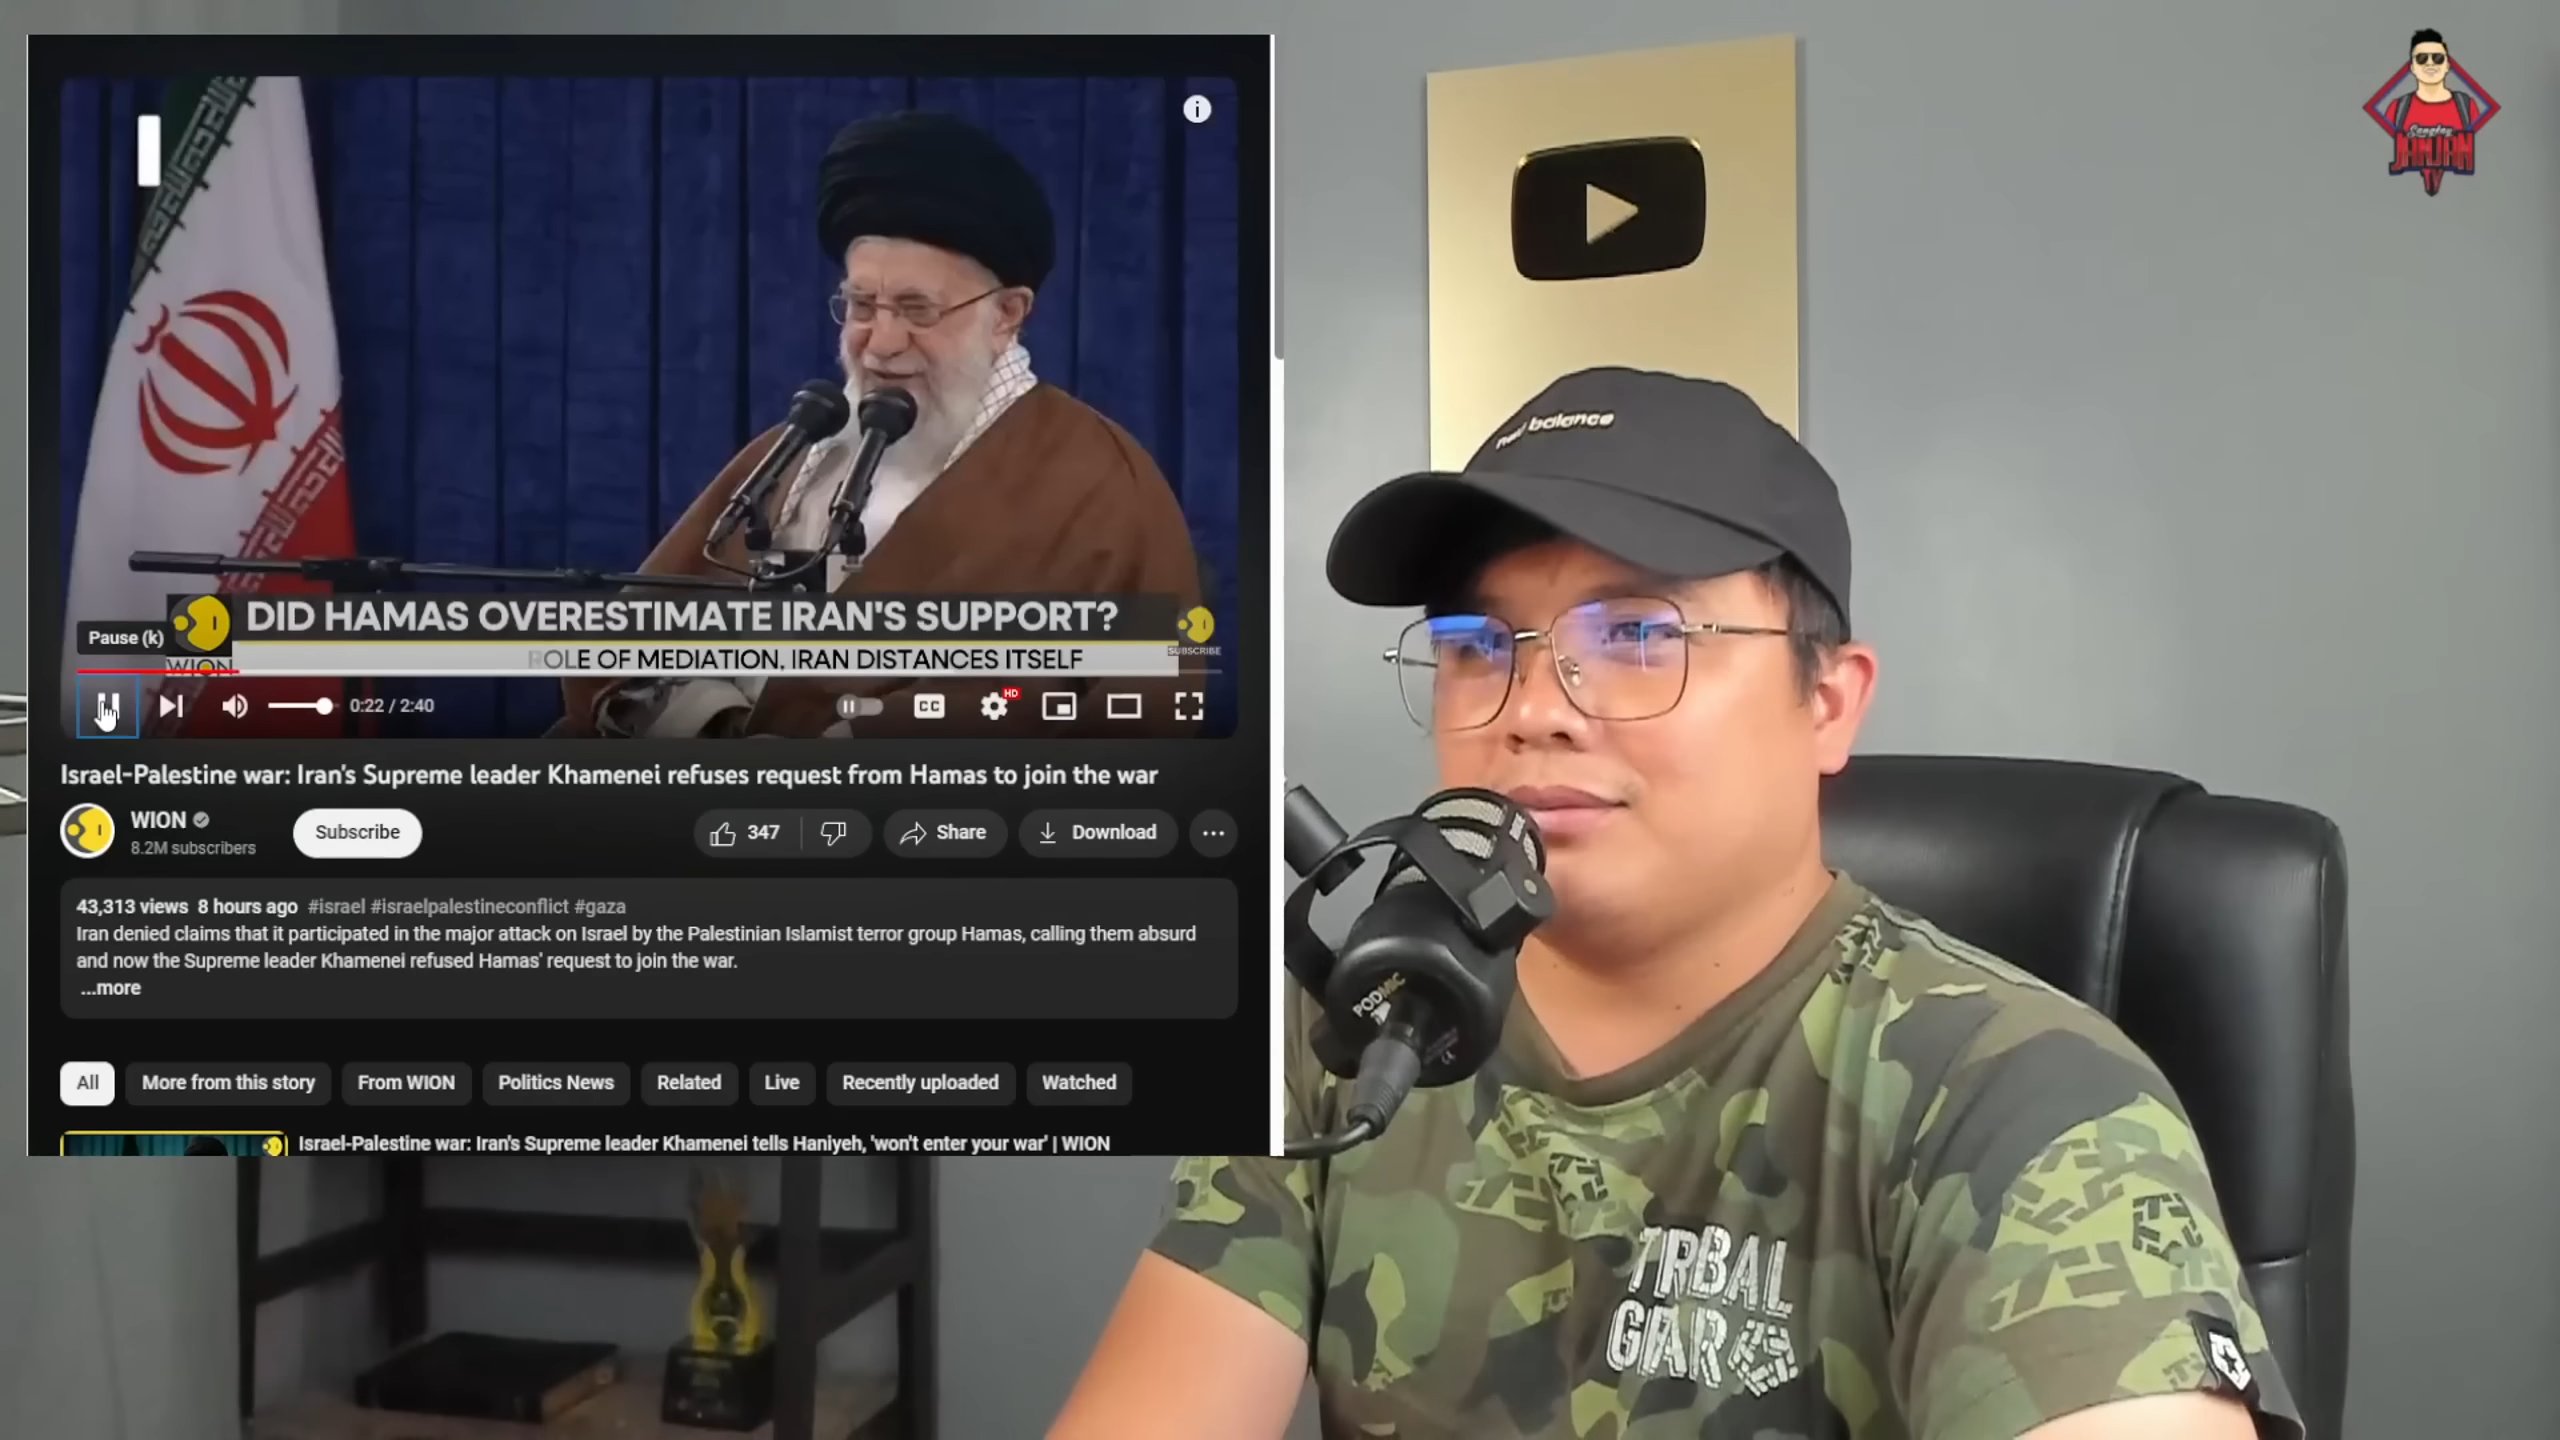 Sangkay
JANJAN
TV
new balance
DID HAMAS OVERESTIMATE IRAN'S SUPPORT?
Pause (k)
WION
OLE OF MEDIATION, IRAN DISTANCES ITSELF
SUBSCRIBE
0:22 / 2:40
CC
HD
Israel-Palestine war: Iran's Supreme leader Khamenei refuses request from Hamas to join the war
WION
8.2M subscribers
Subscribe
347
Share
Download
43,313 views 8 hours ago #israel #israelpalestineconflict #gaza
Iran denied claims that it participated in the major attack on Israel by the Palestinian Islamist terror group Hamas, calling them absurd
and now the Supreme leader Khamenei refused Hamas' request to join the war.
...more
All
More from this story
From WION
Politics News
Related
Live
Recently uploaded
Watched
Israel-Palestine war: Iran's Supreme leader Khamenei tells Haniyeh, 'won't enter your war' | WION
PODMIC
TRBAL
GEAR